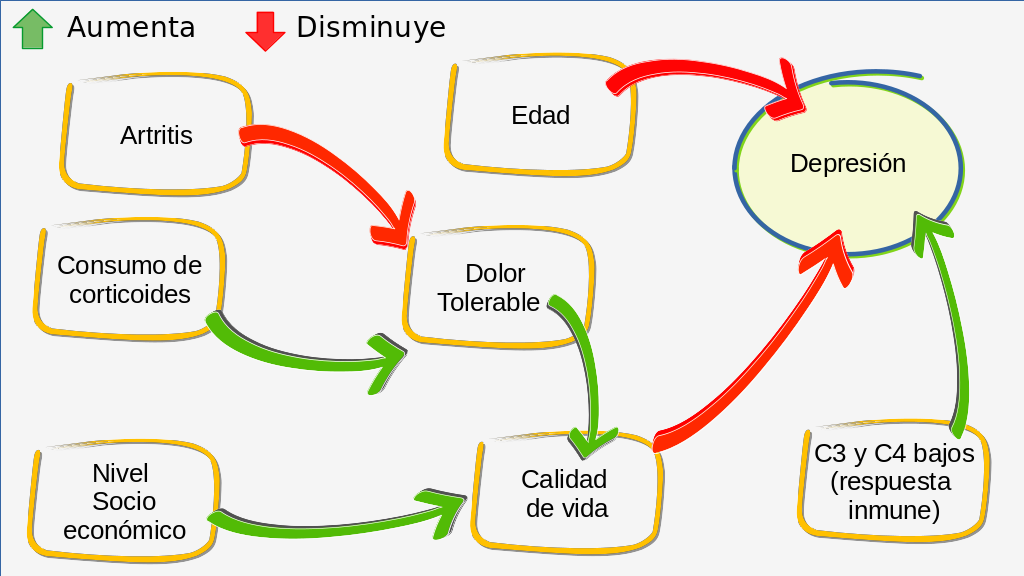 Aumenta
Disminuye
Artritis
Edad
Depresión
Consumo de
corticoides
Dolor
Tolerable
Nivel
Socio
económico
Calidad
de vida
C3 y C4 bajos
(respuesta
inmune)